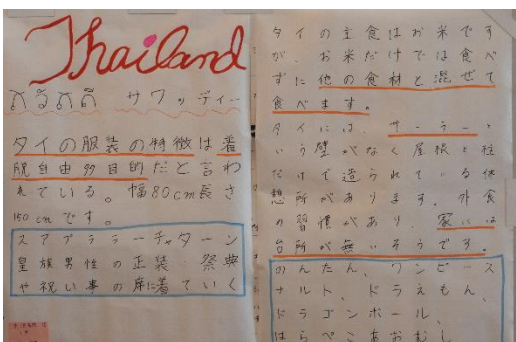 Thailand
サワッディー
タイの服装の特徴は着
脱自由が目的だと言わ
れている。幅80cm長さ
150cmです。
スアプララーチャターン
皇族男性の正装 祭典
や祝い事の席に着ていく
タイの主食はお米です
が、お米だけでは食べ
ずに他の食材と混ぜて
食べます。
タイには、サーラーと
いう壁がなく屋根と柱
だけで造られている休
憩所があります。外食
の習慣があり、家には
台所が無いそうです。
のんたん、ワンピース
ナルト、ドラえもん、
ドラゴンボール、
はらぺこあおむし